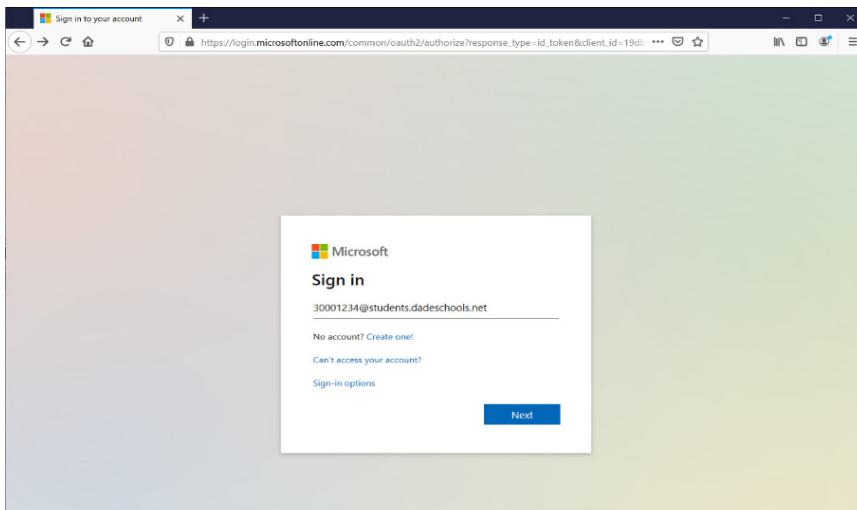 Sign in to your account
https://login.microsoftonline.com/common/oauth2/authorize?response_type=id_token&client_id=19db
Microsoft
Sign in
30001234@students.dadeschools.net
No account? Create one!
Can't access your account?
Sign-in options
Next